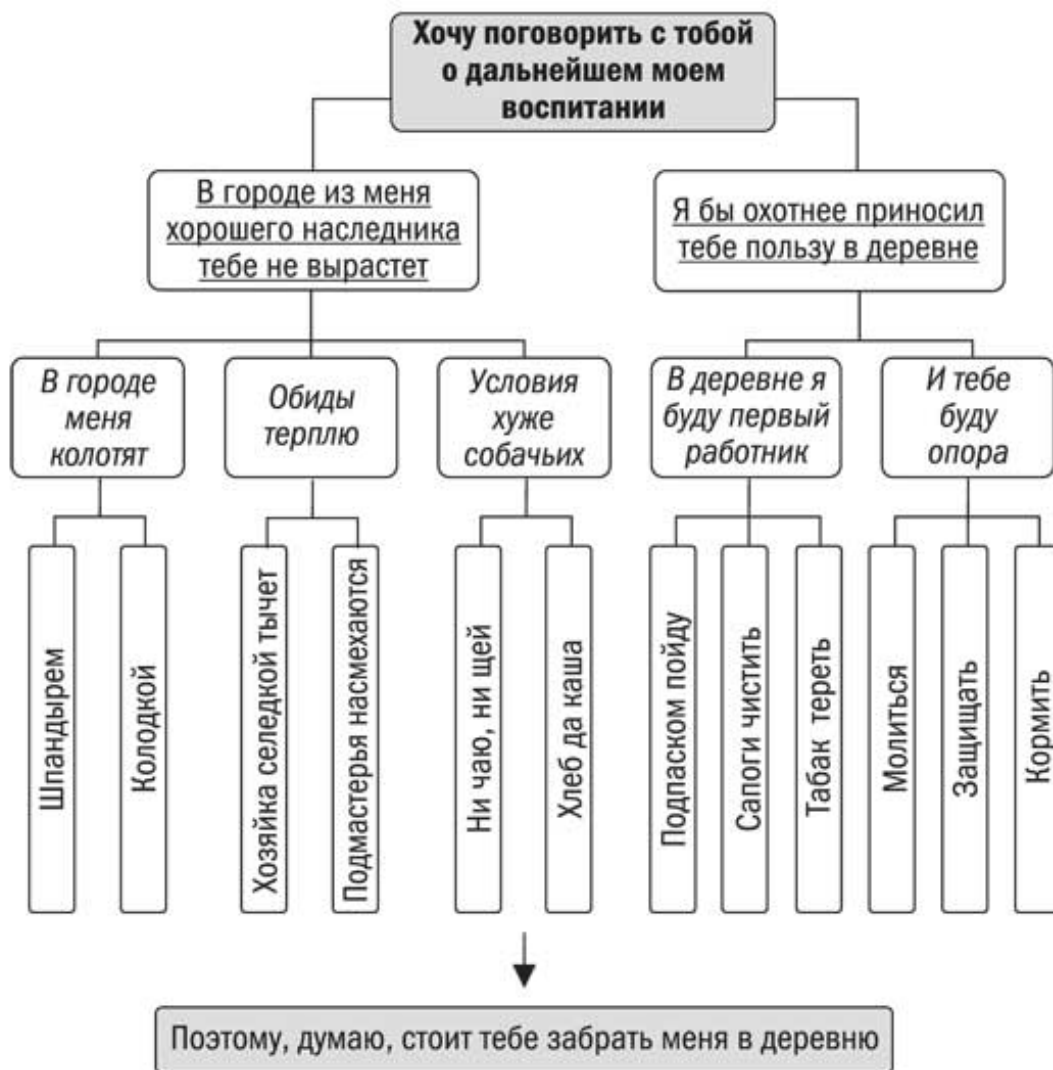 Хочу поговорить с тобой
о дальнейшем моем
воспитании
В городе из меня
хорошего наследника
тебе не вырастет
Я бы охотнее приносил
тебе пользу в деревне
В городе
меня
колотят
Обиды
терплю
Условия
хуже
собачьих
В деревне я
буду первый
работник
И тебе
буду
опора
Шпандырем
Колодкой
Хозяйка селедкой тычет
Подмастерья насмехаются
Ни чаю, ни щей
Хлеб да каша
Подпаском пойду
Сапоги чистить
Табак тереть
Молиться
Защищать
Кормить
Поэтому, думаю, стоит тебе забрать меня в деревню